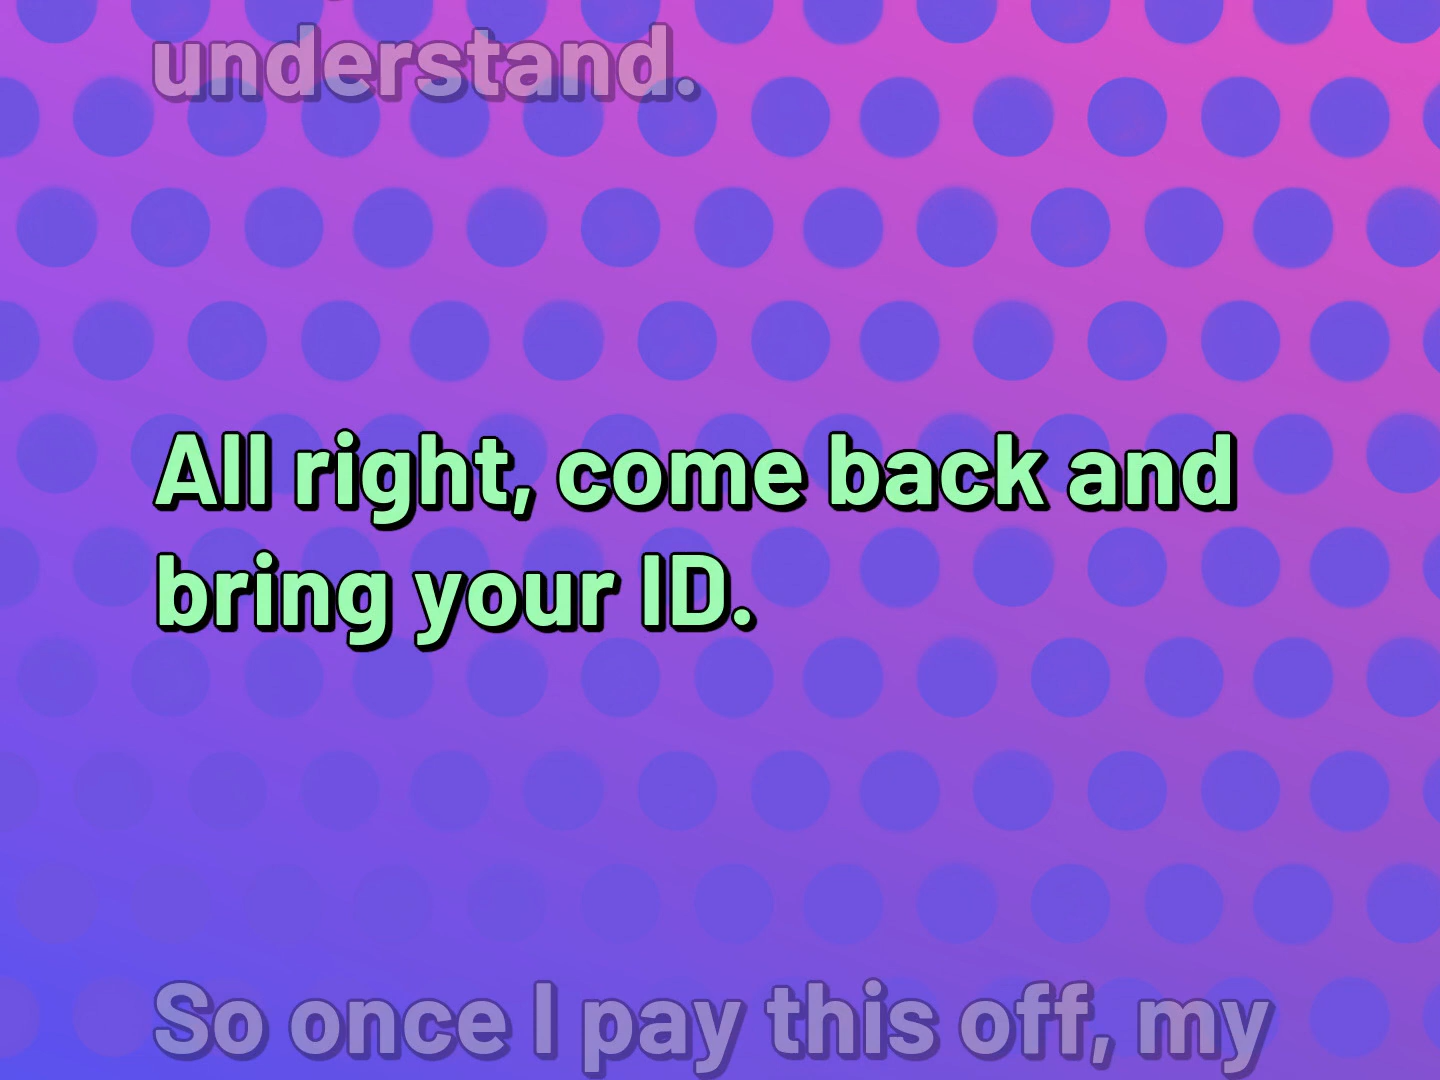 understand.
All right, come back and
bring your ID.
So once I pay this off, my